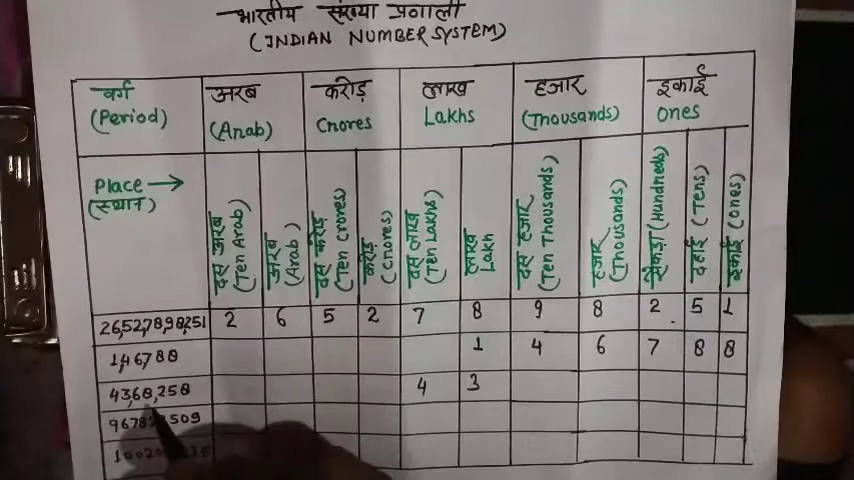 भारतीय संख्या प्रणाली
(INDIAN NUMBER SYSTEM)
वर्ग (Period) अरब (Arab) करोड़ Crores लाख Lakhs हजार (Thousands) इकाई ones
Place → (स्थान) दस अरब (Ten Arab) अरब (Arab) दस करोड़ (Ten Crores) करोड़ (Crores) दस लाख (Ten Lakhs) लाख Lakh दस हजार (Ten Thousands) हजार (Thousands) सैकड़ा (Hundreds) दहाई (Tens) इकाई (ones)
26,52,78,98,251 2 6 5 2 7 8 9 8 2 5 1
1,46,788 1 4 6 7 8 8
43,68,258 4 3